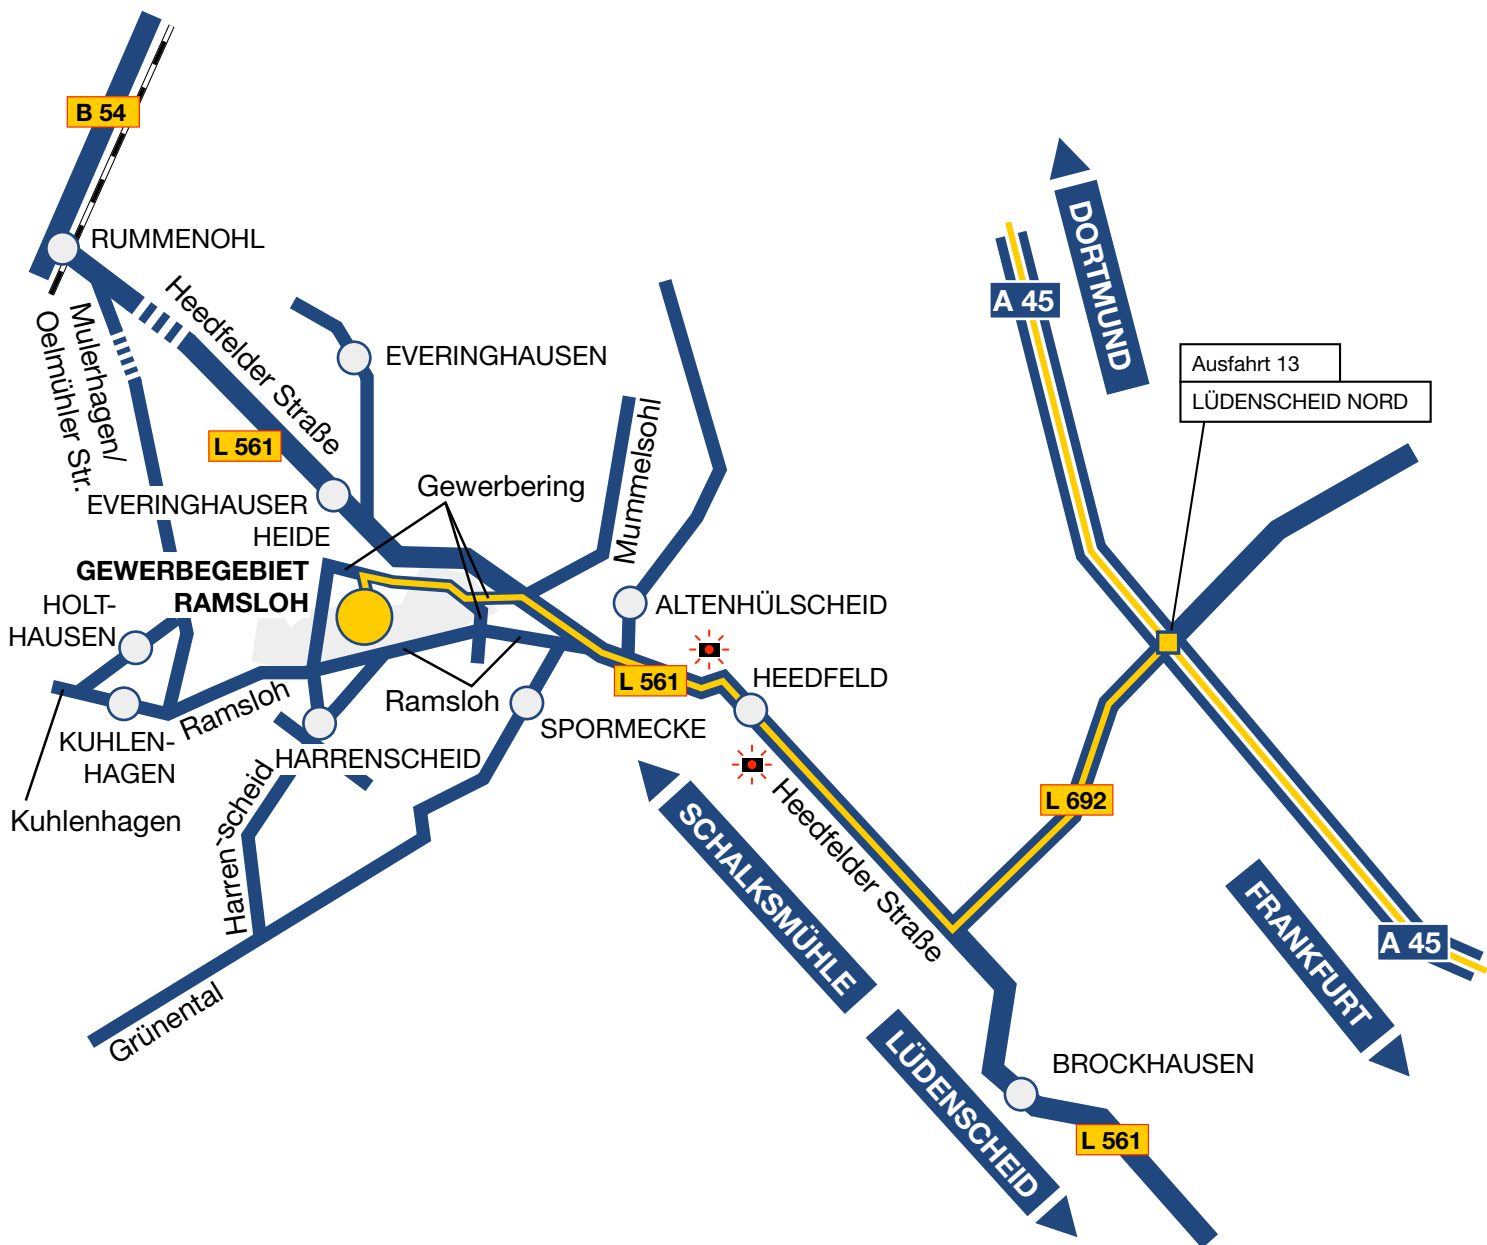 B 54
RUMMENOHL
Heedfelder Straße
Mulerhagen/
Oelmühler Str.
EVERINGHAUSEN
L 561
EVERINGHAUSER
HEIDE
Gewerbering
Mummelsohl
GEWERBEGEBIET
RAMSLOH
HOLT-
HAUSEN
ALTENHÜLSCHEID
L 561
HEEDFELD
Ramsloh
Ramsloh
SPORMECKE
KUHLEN-
HAGEN
HARRENSCHEID
Kuhlenhagen
Harren-scheid
Grünental
Heedfelder Straße
SCHALKSMÜHLE
LÜDENSCHEID
DORTMUND
A 45
Ausfahrt 13
LÜDENSCHEID NORD
L 692
FRANKFURT
A 45
BROCKHAUSEN
L 561